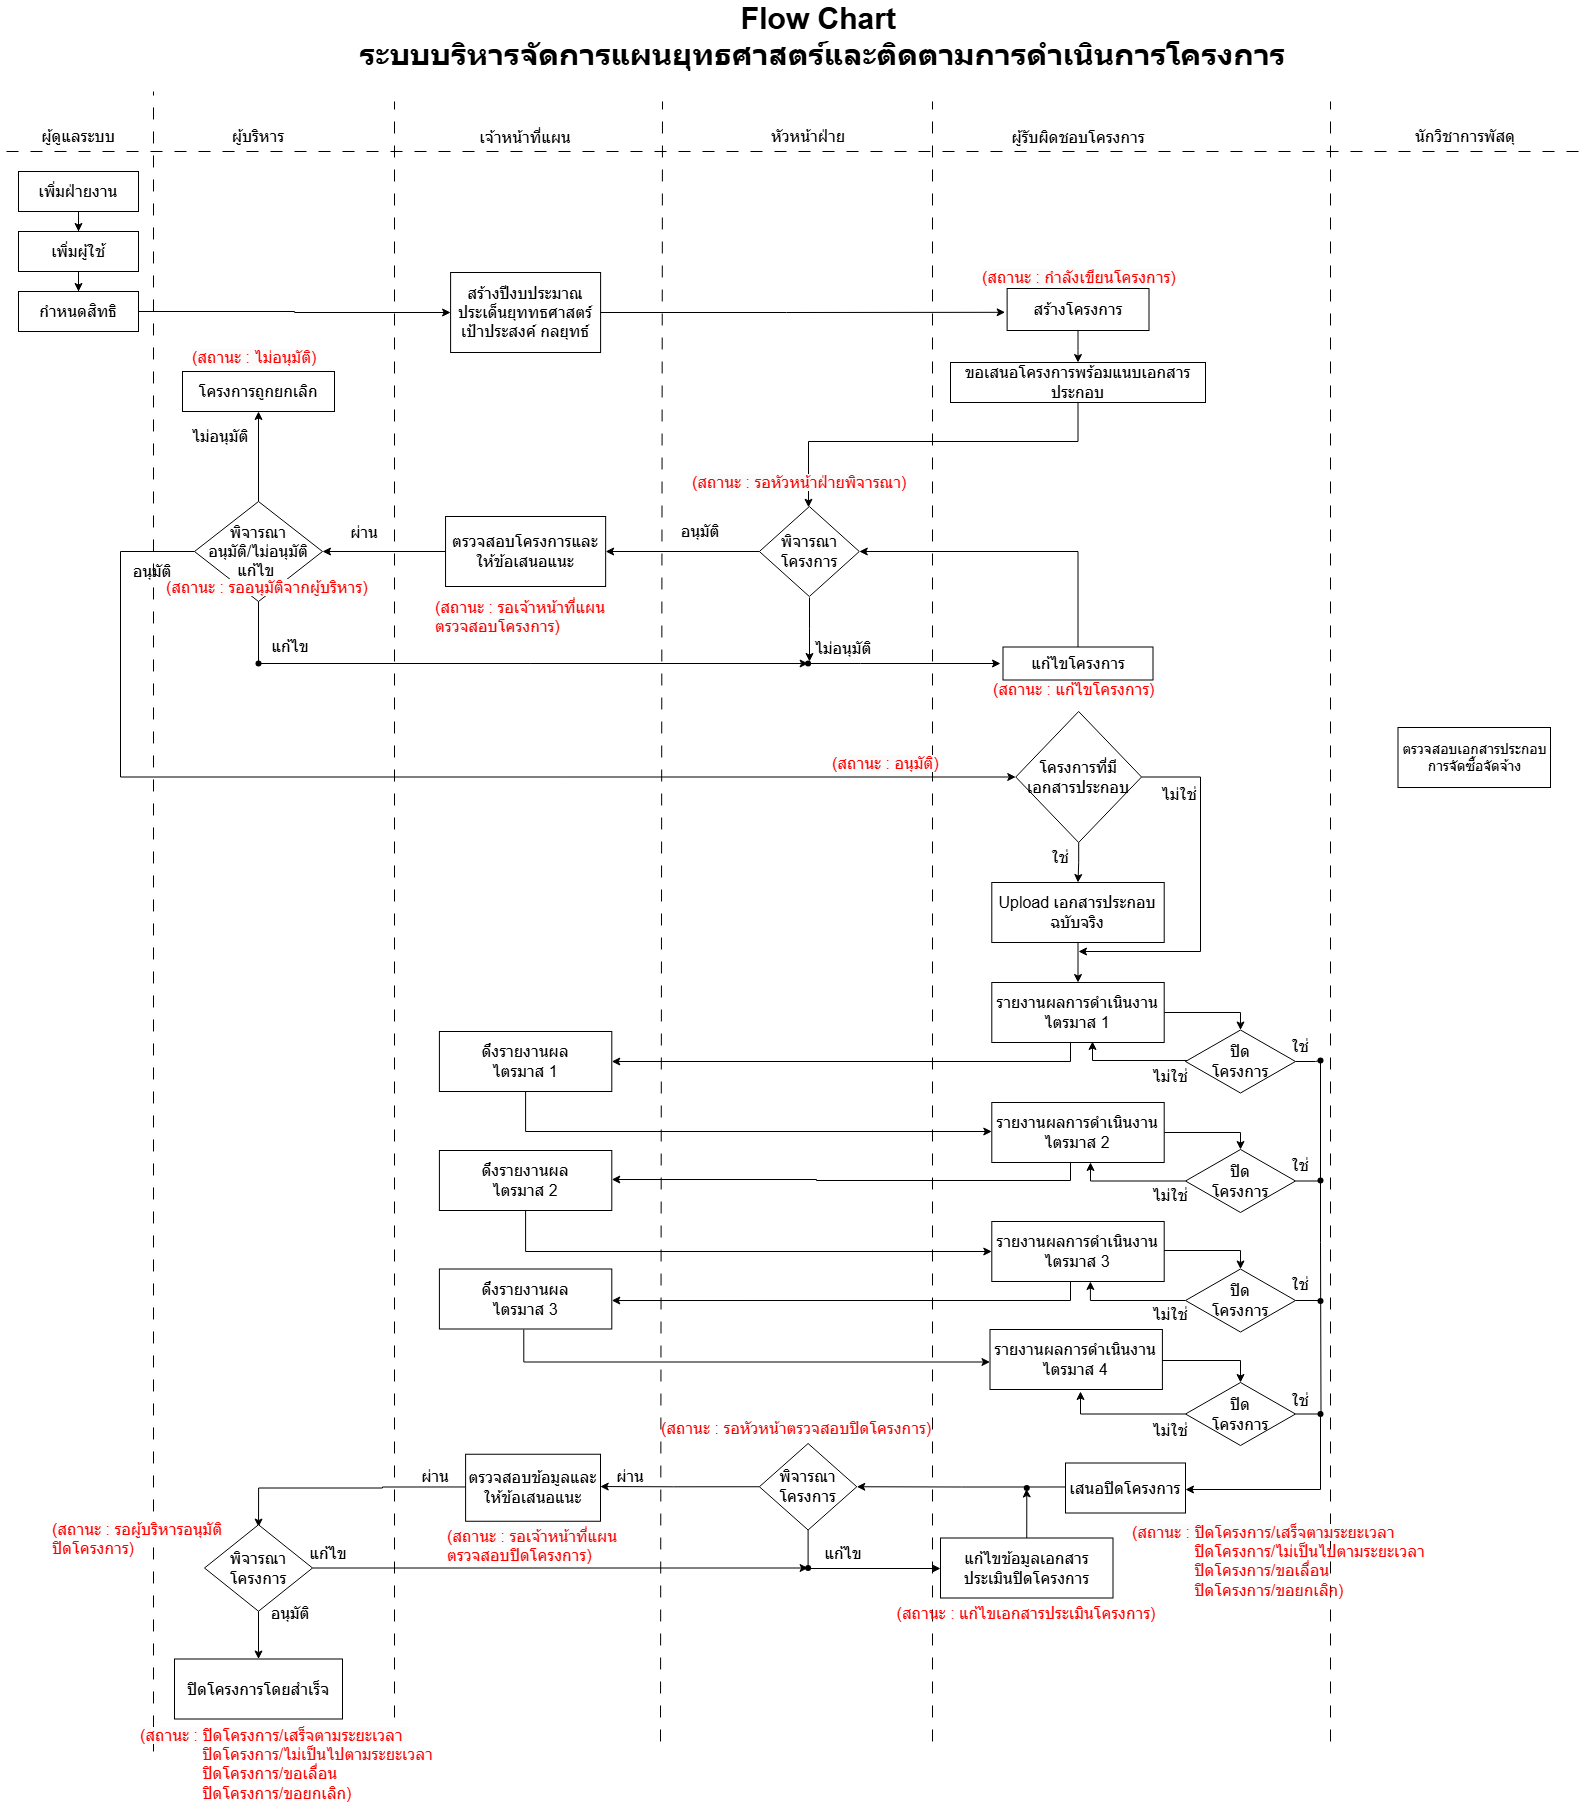 Flow Chart
ระบบบริหารจัดการแผนยุทธศาสตร์และติดตามการดำเนินการโครงการ
ผู้ดูแลระบบ
ผู้บริหาร
เจ้าหน้าที่แผน
หัวหน้าฝ่าย
ผู้รับผิดชอบโครงการ
นักวิชาการพัสดุ
เพิ่มฝ่ายงาน
เพิ่มผู้ใช้
กำหนดสิทธิ
สร้างปีงบประมาณ
ประเด็นยุททธศาสตร์
เป้าประสงค์ กลยุทธ์
(สถานะ : กำลังเขียนโครงการ)
สร้างโครงการ
ขอเสนอโครงการพร้อมแนบเอกสาร
ประกอบ
(สถานะ : ไม่อนุมัติ)
โครงการถูกยกเลิก
ไม่อนุมัติ
(สถานะ : รอหัวหน้าฝ่ายพิจารณา)
พิจารณา
อนุมัติ/ไม่อนุมัติ
แก้ไข
(สถานะ : รออนุมัติจากผู้บริหาร)
อนุมัติ
ผ่าน
ตรวจสอบโครงการและ
ให้ข้อเสนอแนะ
(สถานะ : รอเจ้าหน้าที่แผน
ตรวจสอบโครงการ)
อนุมัติ
พิจารณา
โครงการ
แก้ไข
ไม่อนุมัติ
แก้ไขโครงการ
(สถานะ : แก้ไขโครงการ)
(สถานะ : อนุมัติ)
โครงการที่มี
เอกสารประกอบ
ไม่ใช่
ใช่
ตรวจสอบเอกสารประกอบ
การจัดซื้อจัดจ้าง
Upload เอกสารประกอบ
ฉบับจริง
รายงานผลการดำเนินงาน
ไตรมาส 1
ปิด
โครงการ
ใช่
ไม่ใช่
ดึงรายงานผล
ไตรมาส 1
รายงานผลการดำเนินงาน
ไตรมาส 2
ปิด
โครงการ
ใช่
ไม่ใช่
ดึงรายงานผล
ไตรมาส 2
รายงานผลการดำเนินงาน
ไตรมาส 3
ปิด
โครงการ
ใช่
ไม่ใช่
ดึงรายงานผล
ไตรมาส 3
รายงานผลการดำเนินงาน
ไตรมาส 4
ปิด
โครงการ
ใช่
ไม่ใช่
(สถานะ : รอหัวหน้าตรวจสอบปิดโครงการ)
ผ่าน
ตรวจสอบข้อมูลและ
ให้ข้อเสนอแนะ
ผ่าน
พิจารณา
โครงการ
เสนอปิดโครงการ
(สถานะ : รอผู้บริหารอนุมัติ
ปิดโครงการ)
พิจารณา
โครงการ
แก้ไข
(สถานะ : รอเจ้าหน้าที่แผน
ตรวจสอบปิดโครงการ)
แก้ไข
แก้ไขข้อมูลเอกสาร
ประเมินปิดโครงการ
(สถานะ : แก้ไขเอกสารประเมินโครงการ)
(สถานะ : ปิดโครงการ/เสร็จตามระยะเวลา
ปิดโครงการ/ไม่เป็นไปตามระยะเวลา
ปิดโครงการ/ขอเลื่อน
ปิดโครงการ/ขอยกเลิก)
อนุมัติ
ปิดโครงการโดยสำเร็จ
(สถานะ : ปิดโครงการ/เสร็จตามระยะเวลา
ปิดโครงการ/ไม่เป็นไปตามระยะเวลา
ปิดโครงการ/ขอเลื่อน
ปิดโครงการ/ขอยกเลิก)